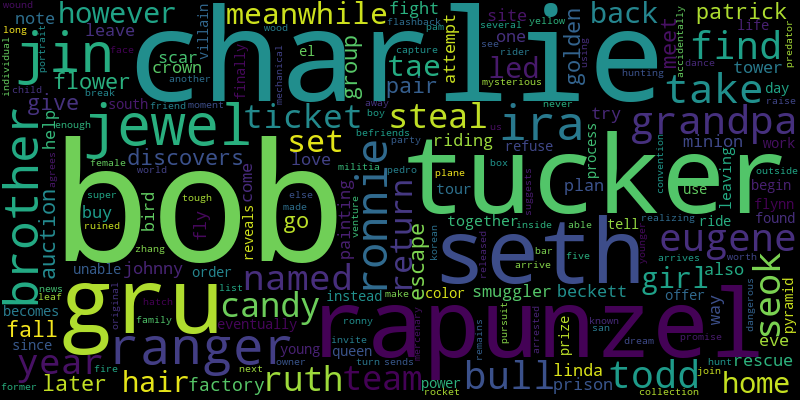 wound
long
note
however
scar
crown
another
leave
el
finally
villain
group
meanwhile
fight
flashback
pam
capture
attempt
site
several
one
see
rider
using
yellow
wood
golden
back
meet
patrick
life
accidentally
predator
individual
portrait
jin
charlie
tae
led
hunting
find
tower
dance
flower
face
mechanical
pair
mysterious
take
day
raise
child
break
give
south
friend
moment
away
boy
jewel
ticket
steal
us
never
ira
try
grandpa
work
enough
help
set
riding
refuse
minion
brother
female
agrees
discovers
love
militia
befriends
party
box
process
plan
convention
outside
bob
tucker
super
tough
world
else
made
ronnie
pedro
plane
tour
suggests
leaving
use
begin
flynn
auction
buy
ruined
bird
fly
reveals
come
go
painting
return
together
inside
able
tell
realizing
ride
found
zhang
venture
escape
korean
seth
bar
arrive
five
younger
eugene
arrives
worth
unable
johnny
order
named
released
girl
also
seok
becomes
news
leaf
list
instead
make
color
smuggler
beckett
offer
way
pyramid
dangerous
gru
candy
original
hatch
family
eventually
ronny
rapunzel
known
san
prize
fall
since
ranger
young
invite
queen
mercenary
pursuit
arrested
dream
promise
eve
year
fire
owner
turn
sends
remains
linda
rescue
former
later
hair
factory
next
ruth
team
power
rocket
bull
prison
todd
hunt
join
collection
home